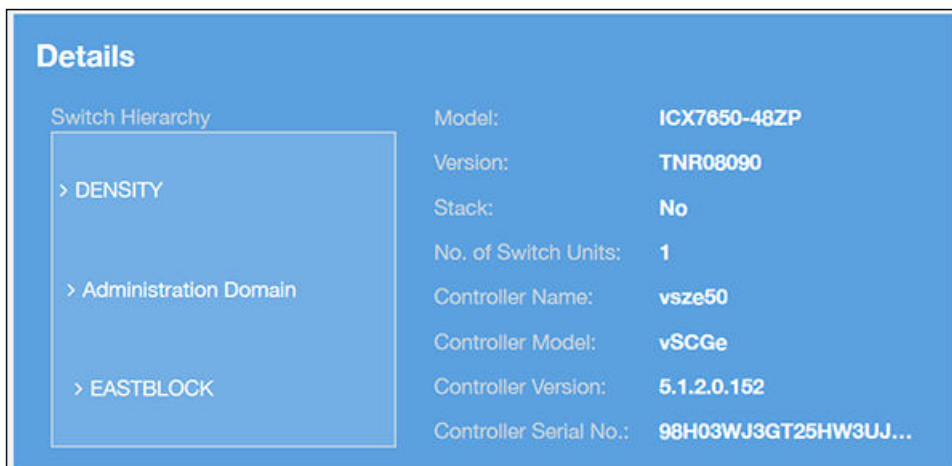 Details
Switch Hierarchy
> DENSITY
> Administration Domain
> EASTBLOCK
Model: ICX7650-48ZP
Version: TNR08090
Stack: No
No. of Switch Units: 1
Controller Name: vsze50
Controller Model: vSCGe
Controller Version: 5.1.2.0.152
Controller Serial No.: 98H03WJ3GT25HW3UJ...